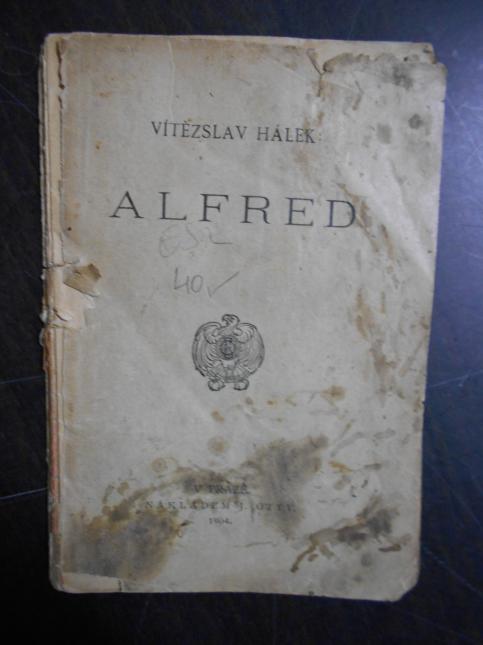 VÍTĚZSLAV HÁLEK:
ALFRED
40
V PRAZE.
NÁKLADEM J. OTTY.
1904.